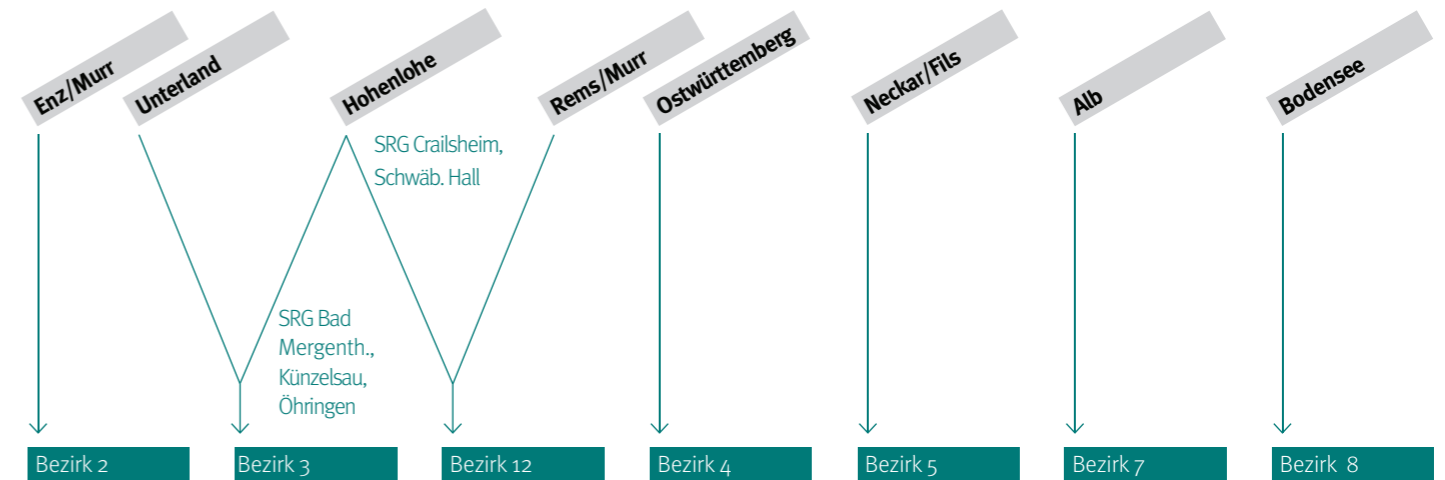 Enz/Murr
Unterland
Hohenlohe
Rems/Murr
Ostwürttemberg
Neckar/Fils
Alb
Bodensee
SRG Crailsheim,
Schwäb. Hall
SRG Bad
Mergenth.,
Künzelsau,
Öhringen
Bezirk 2
Bezirk 3
Bezirk 12
Bezirk 4
Bezirk 5
Bezirk 7
Bezirk 8